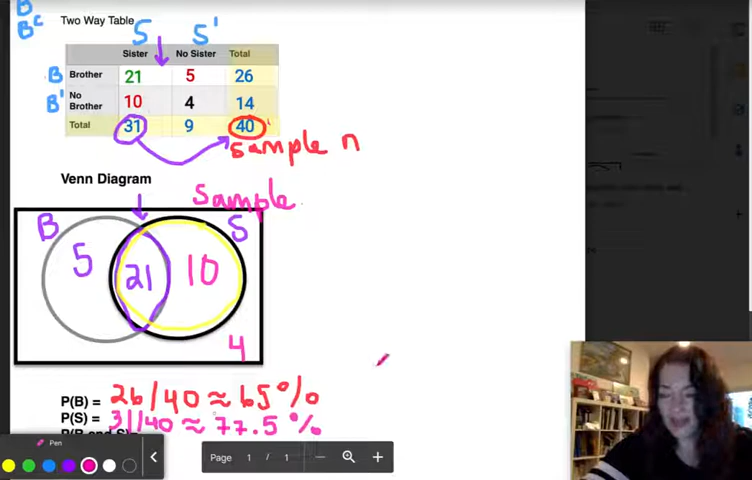 B
Bᶜ Two Way Table
S S'
Sister No Sister Total
B Brother 21 5 26
B' No Brother 10 4 14
Total 31 9 40
Sample n
Venn Diagram
Sample
B S
5 21 10
4
P(B) = 26/40 ≈ 65%
P(S) = 31/40 ≈ 77.5%
Pen
Page 1 / 1